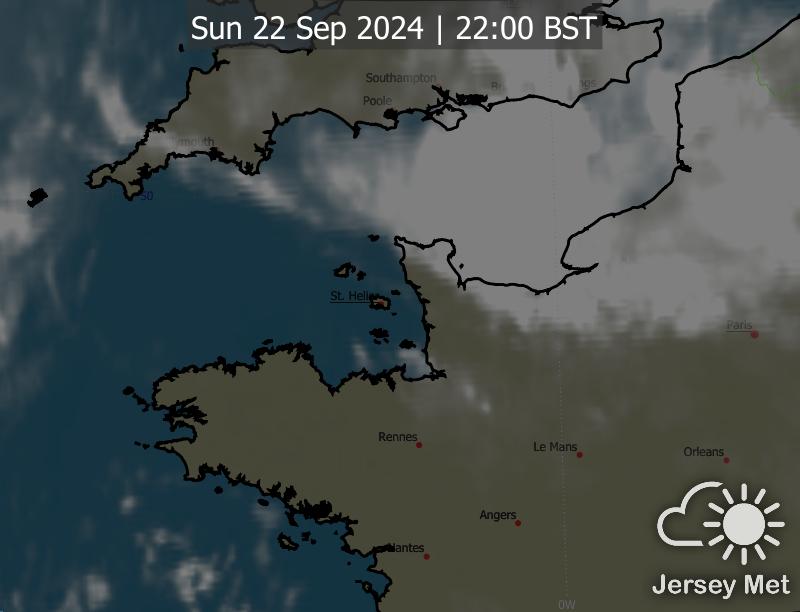 Sun 22 Sep 2024 | 22:00 BST
Southampton
Poole
50
St. Helier
Paris
Rennes
Le Mans
Orleans
Angers
Nantes
0W
Jersey Met